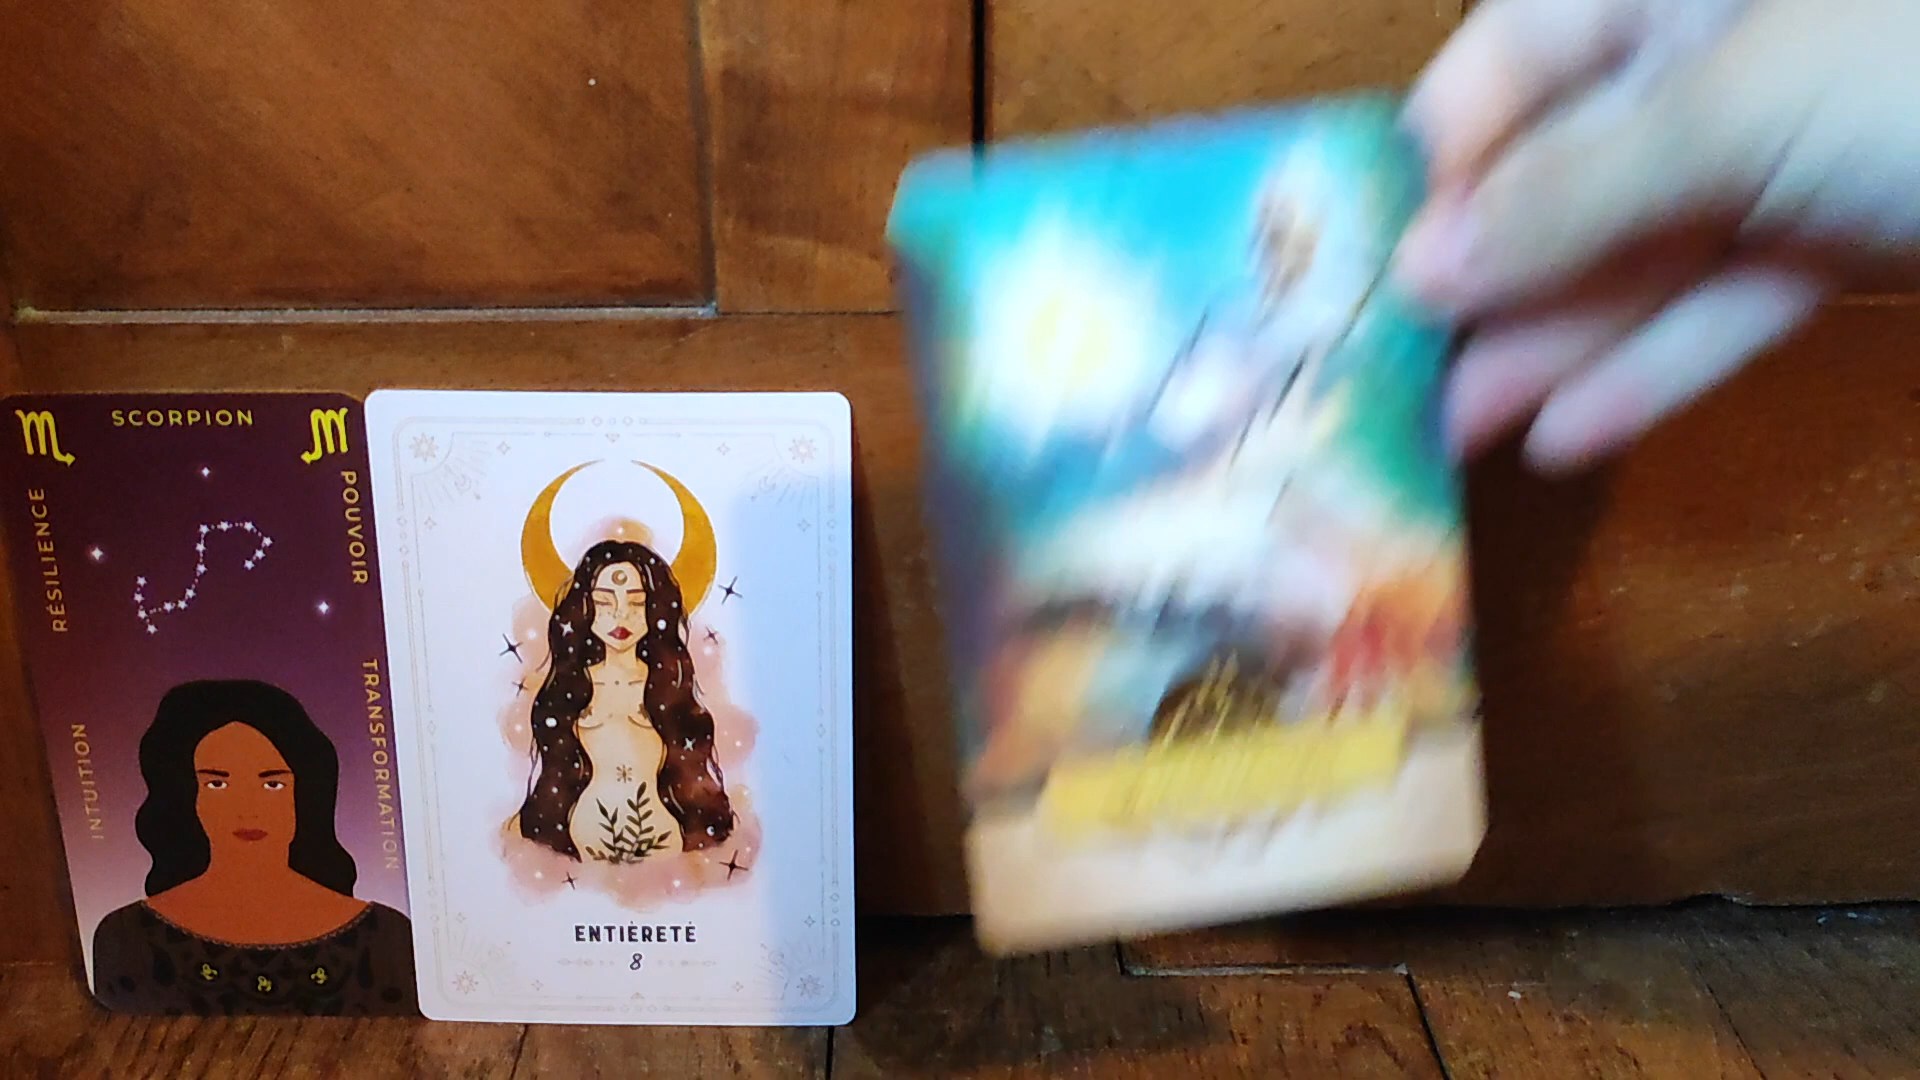 SCORPION
RÉSILIENCE
POUVOIR
INTUITION
TRANSFORMATION
ENTIÈRETÉ
8